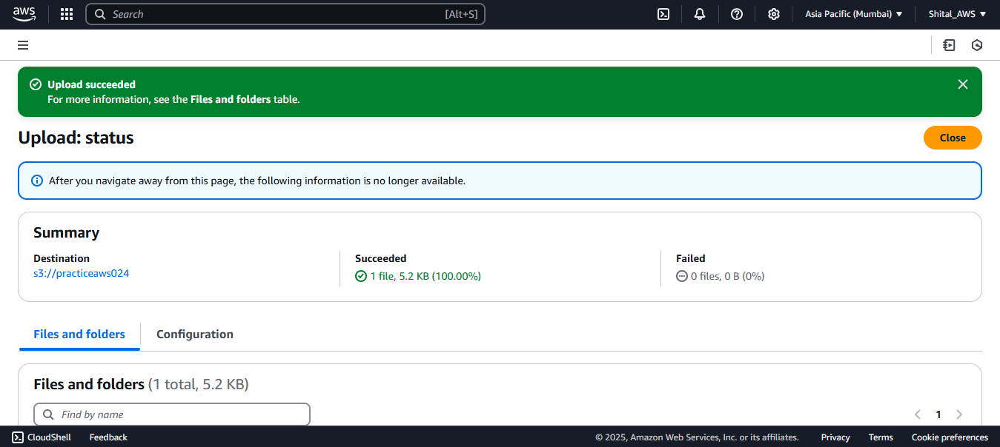 aws
Search [Alt+S]
Asia Pacific (Mumbai)
Shital_AWS
Upload succeeded
For more information, see the Files and folders table.
Upload: status
Close
After you navigate away from this page, the following information is no longer available.
Summary
Destination
s3://practiceaws024
Succeeded
1 file, 5.2 KB (100.00%)
Failed
0 files, 0 B (0%)
Files and folders
Configuration
Files and folders (1 total, 5.2 KB)
Find by name
1
CloudShell
Feedback
© 2025, Amazon Web Services, Inc. or its affiliates.
Privacy
Terms
Cookie preferences